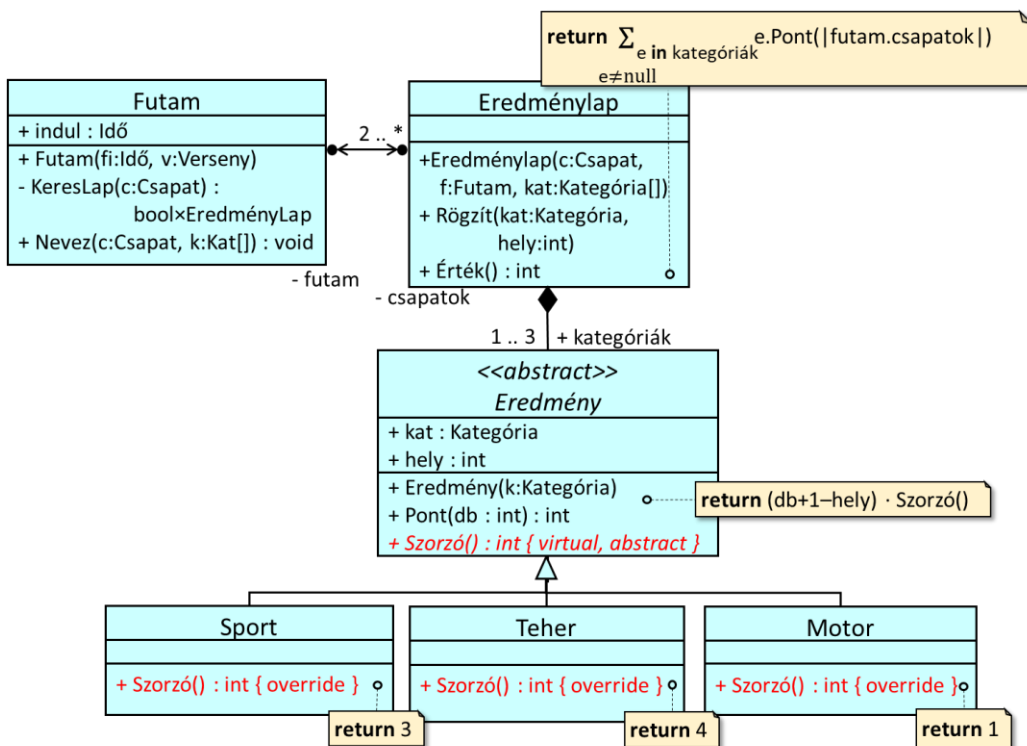 return ∑ e in kategóriák e≠null e.Pont(|futam.csapatok|)
Futam
+ indul : Idő
+ Futam(fi:Idő, v:Verseny)
- KeresLap(c:Csapat) :
bool×EredményLap
+ Nevez(c:Csapat, k:Kat[]) : void
2 .. *
- futam
- csapatok
Eredménylap
+Eredménylap(c:Csapat,
f:Futam, kat:Kategória[])
+ Rögzít(kat:Kategória,
hely:int)
+ Érték() : int
1 .. 3
+ kategóriák
<<abstract>>
Eredmény
+ kat : Kategória
+ hely : int
+ Eredmény(k:Kategória)
+ Pont(db : int) : int
+ Szorzó() : int { virtual, abstract }
return (db+1–hely) · Szorzó()
Sport
+ Szorzó() : int { override }
return 3
Teher
+ Szorzó() : int { override }
return 4
Motor
+ Szorzó() : int { override }
return 1